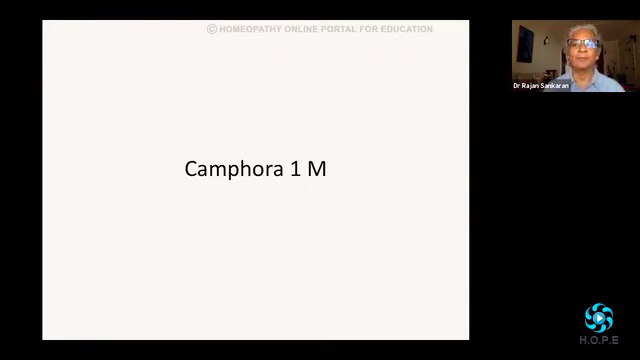 © HOMEOPATHY ONLINE PORTAL FOR EDUCATION
Dr Rajan Sankaran
Camphora 1 M
H.O.P.E